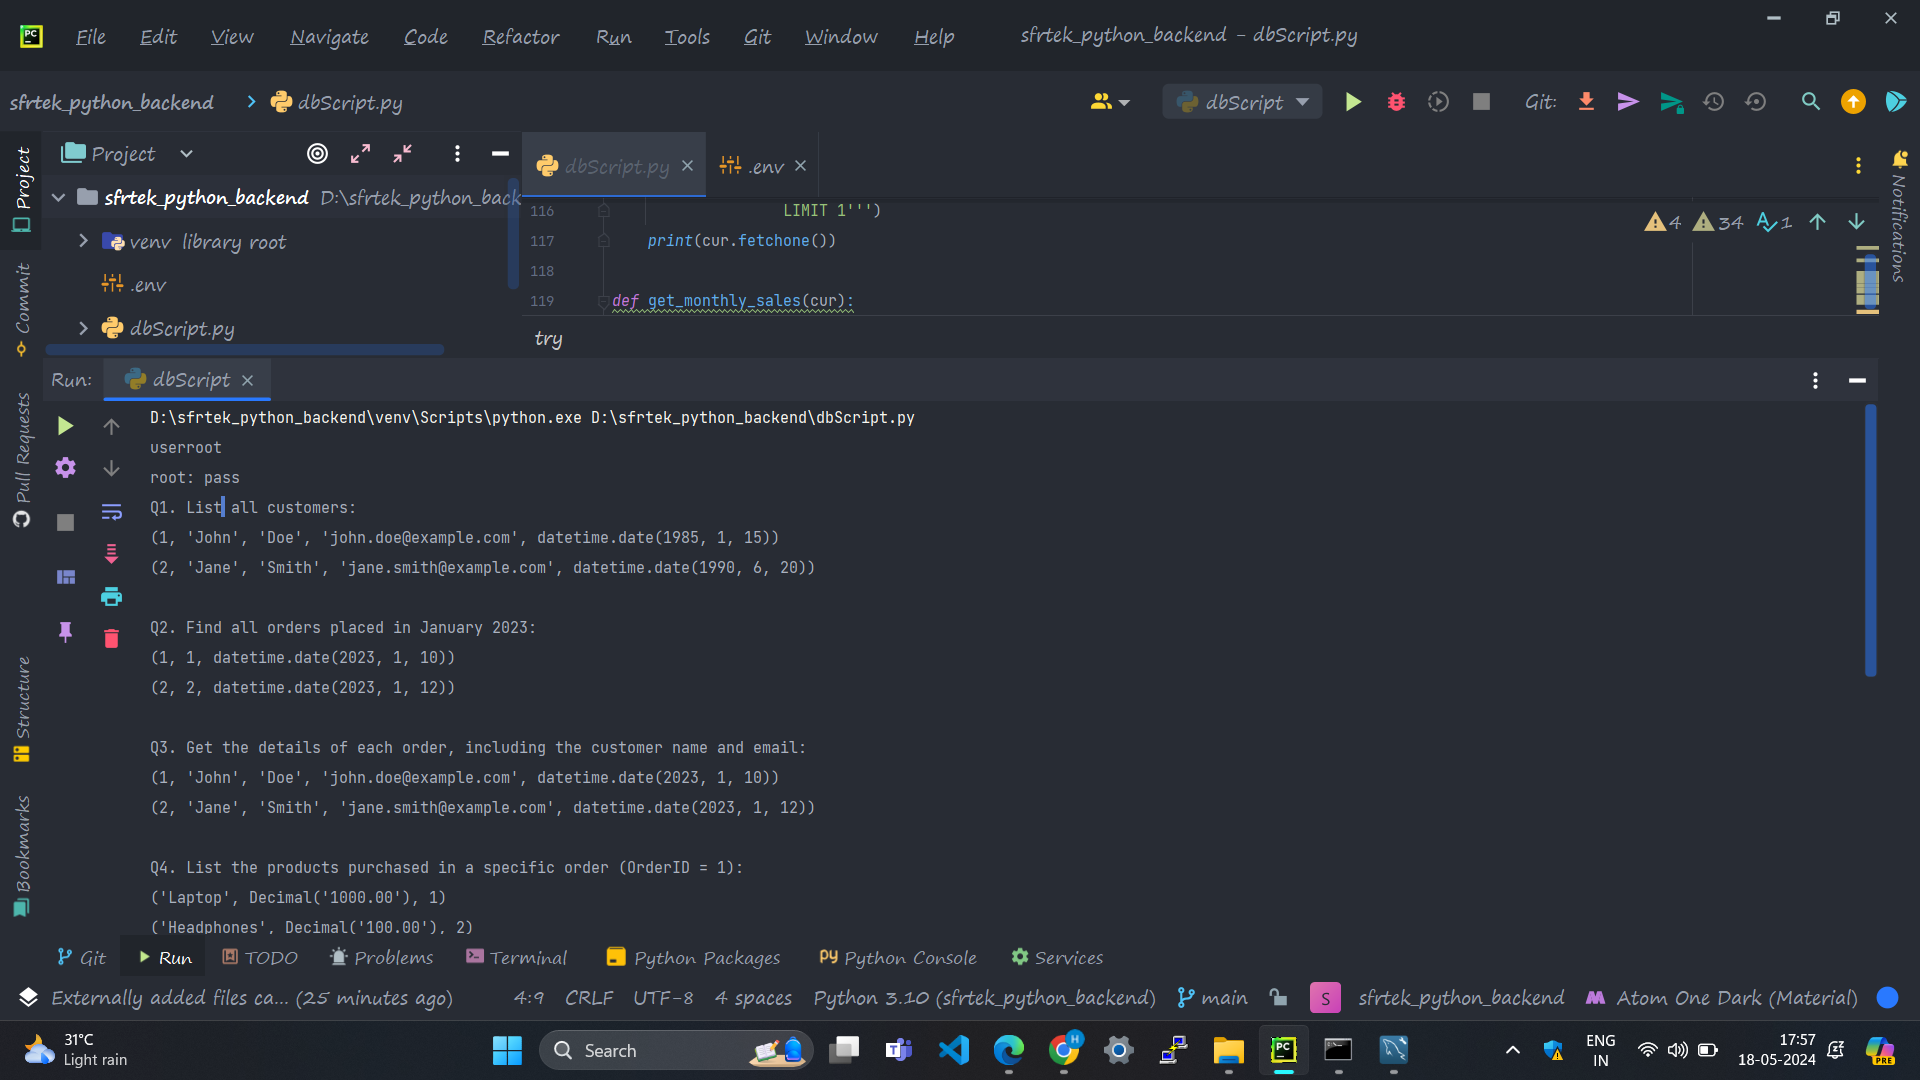 PC File Edit View Navigate Code Refactor Run Tools Git Window Help sfrtek_python_backend - dbScript.py
sfrtek_python_backend dbScript.py dbScript Git:
Project dbScript.py .env
sfrtek_python_backend D:\sfrtek_python_back
venv library root
.env
dbScript.py
116 LIMIT 1''')
117 print(cur.fetchone())
118
119 def get_monthly_sales(cur):
4 34 1
try
Project
Commit
Pull Requests
Structure
Bookmarks
Notifications
Run: dbScript
D:\sfrtek_python_backend\venv\Scripts\python.exe D:\sfrtek_python_backend\dbScript.py
userroot
root: pass
Q1. List all customers:
(1, 'John', 'Doe', 'john.doe@example.com', datetime.date(1985, 1, 15))
(2, 'Jane', 'Smith', 'jane.smith@example.com', datetime.date(1990, 6, 20))
Q2. Find all orders placed in January 2023:
(1, 1, datetime.date(2023, 1, 10))
(2, 2, datetime.date(2023, 1, 12))
Q3. Get the details of each order, including the customer name and email:
(1, 'John', 'Doe', 'john.doe@example.com', datetime.date(2023, 1, 10))
(2, 'Jane', 'Smith', 'jane.smith@example.com', datetime.date(2023, 1, 12))
Q4. List the products purchased in a specific order (OrderID = 1):
('Laptop', Decimal('1000.00'), 1)
('Headphones', Decimal('100.00'), 2)
Git Run TODO Problems Terminal Python Packages Python Console Services
Externally added files ca... (25 minutes ago) 4:9 CRLF UTF-8 4 spaces Python 3.10 (sfrtek_python_backend) main S sfrtek_python_backend Atom One Dark (Material)
31°C
Light rain
Search
H
PC
ENG
IN
17:57
18-05-2024
PRE